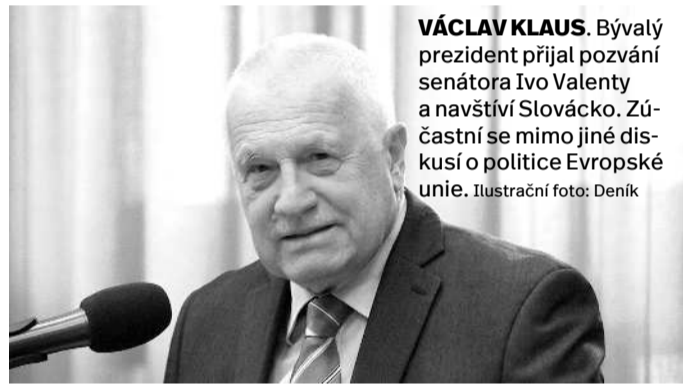 VÁCLAV KLAUS. Bývalý
prezident přijal pozvání
senátora Ivo Valenty
a navštíví Slovácko. Zú-
častní se mimo jiné dis-
kusí o politice Evropské
unie. Ilustrační foto: Deník